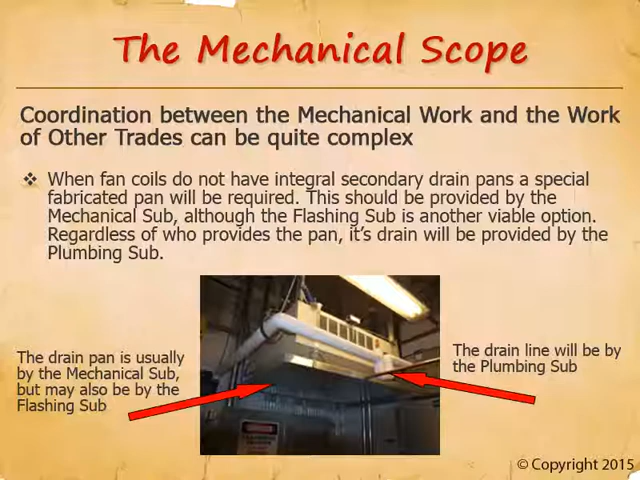 The Mechanical Scope
Coordination between the Mechanical Work and the Work
of Other Trades can be quite complex
❖ When fan coils do not have integral secondary drain pans a special
fabricated pan will be required. This should be provided by the
Mechanical Sub, although the Flashing Sub is another viable option.
Regardless of who provides the pan, it's drain will be provided by the
Plumbing Sub.
The drain pan is usually
by the Mechanical Sub,
but may also be by the
Flashing Sub
The drain line will be by
the Plumbing Sub
© Copyright 2015